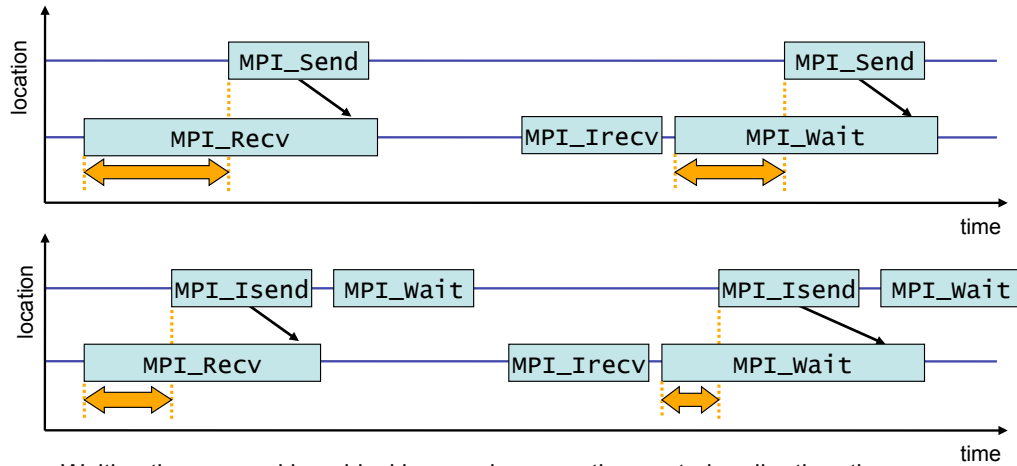 location
MPI_Send
MPI_Send
MPI_Recv
MPI_Irecv
MPI_Wait
time
location
MPI_Isend
MPI_Wait
MPI_Isend
MPI_Wait
MPI_Recv
MPI_Irecv
MPI_Wait
time